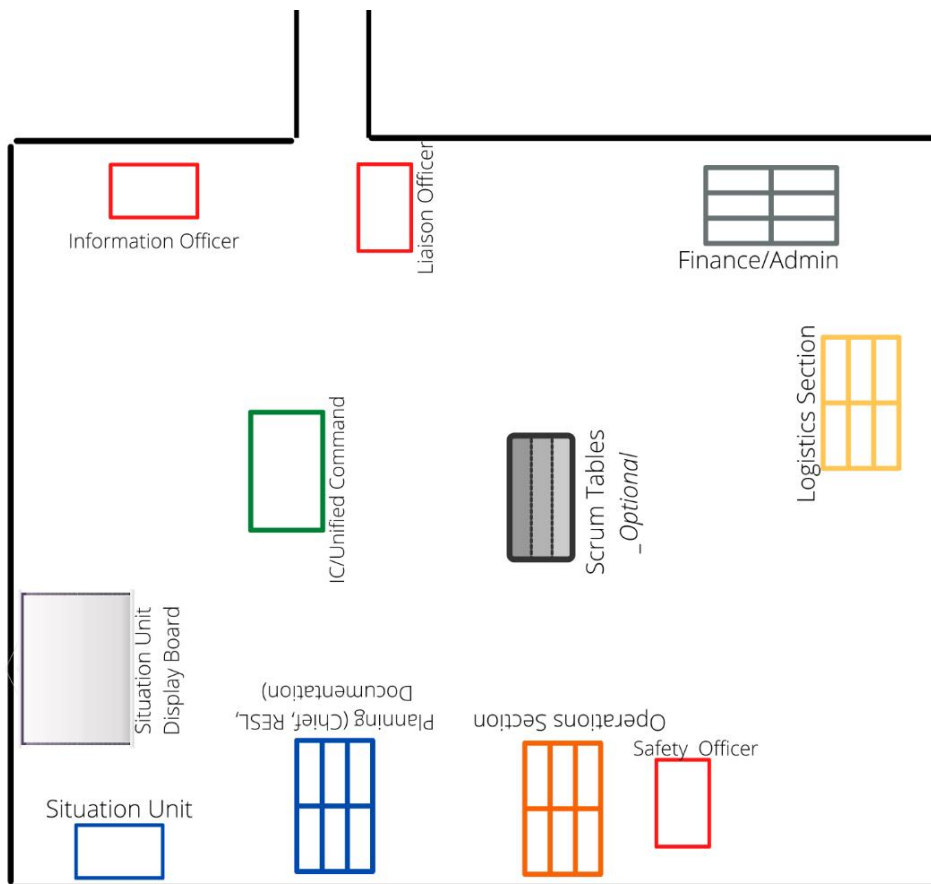 Information Officer
Liaison Officer
Finance/Admin
Logistics Section
IC/Unified Command
Scrum Tables
_Optional
Situation Unit
Display Board
Planning (Chief, RESL,
Documentation)
Operations Section
Safety Officer
Situation Unit